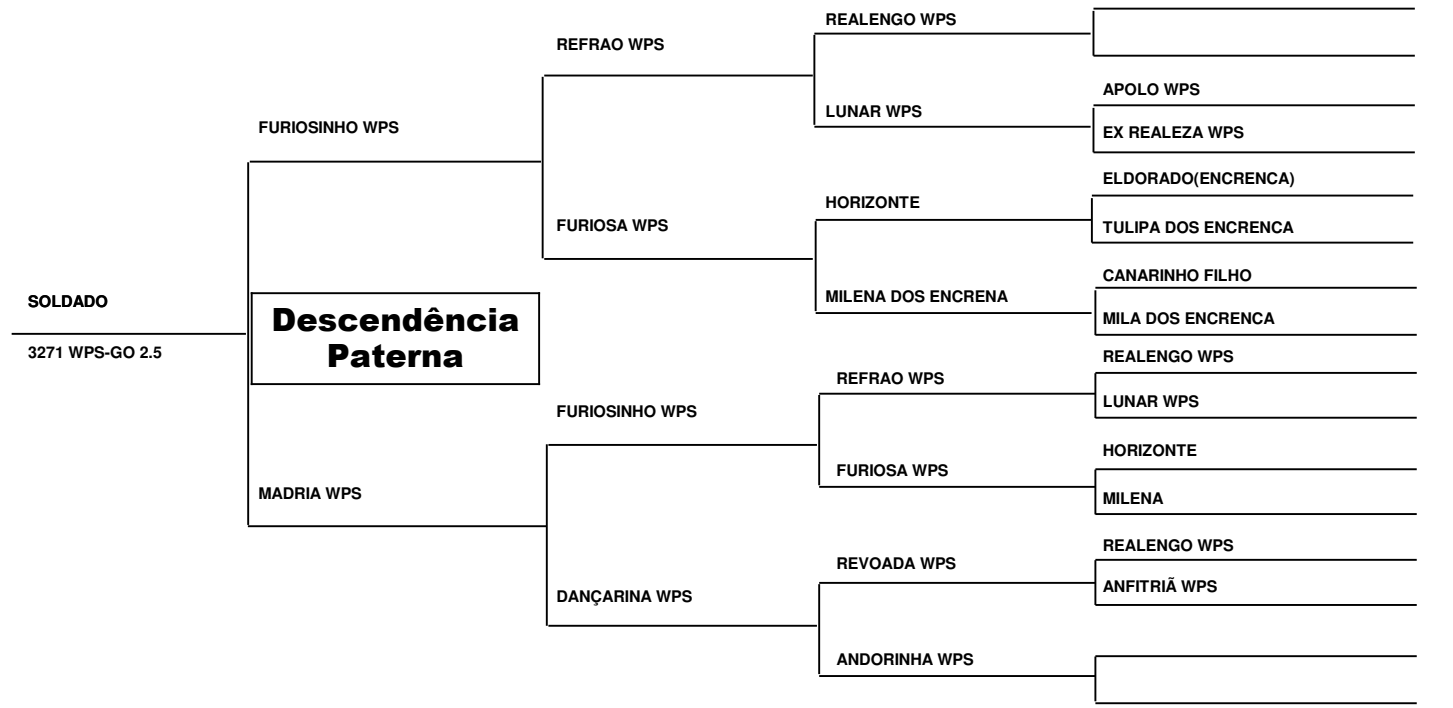 REALENGO WPS
REFRAO WPS
APOLO WPS
LUNAR WPS
FURIOSINHO WPS
EX REALEZA WPS
ELDORADO(ENCRENCA)
HORIZONTE
FURIOSA WPS
TULIPA DOS ENCRENCA
CANARINHO FILHO
SOLDADO
MILENA DOS ENCRENA
Descendência
Paterna
MILA DOS ENCRENCA
3271 WPS-GO 2.5
REALENGO WPS
REFRAO WPS
FURIOSINHO WPS
LUNAR WPS
HORIZONTE
FURIOSA WPS
MADRIA WPS
MILENA
REALENGO WPS
REVOADA WPS
DANÇARINA WPS
ANFITRIÃ WPS
ANDORINHA WPS